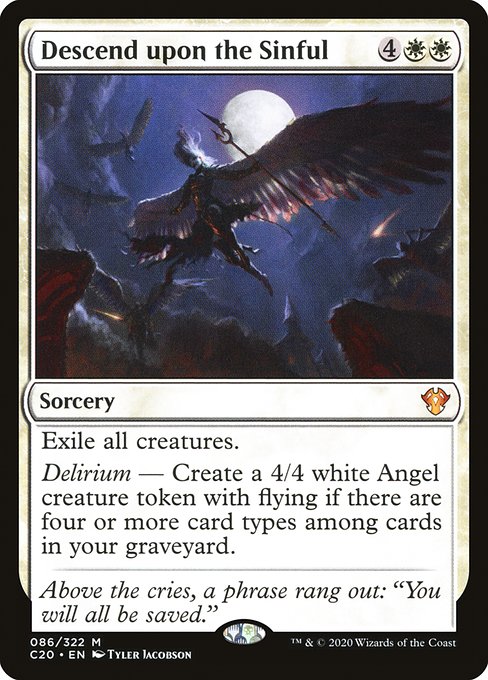 Descend upon the Sinful 4
Sorcery
Exile all creatures.
Delirium — Create a 4/4 white Angel
creature token with flying if there are
four or more card types among cards
in your graveyard.
Above the cries, a phrase rang out: “You
will all be saved.”
086/322 M
C20 • EN Tyler Jacobson
™ & © 2020 Wizards of the Coast